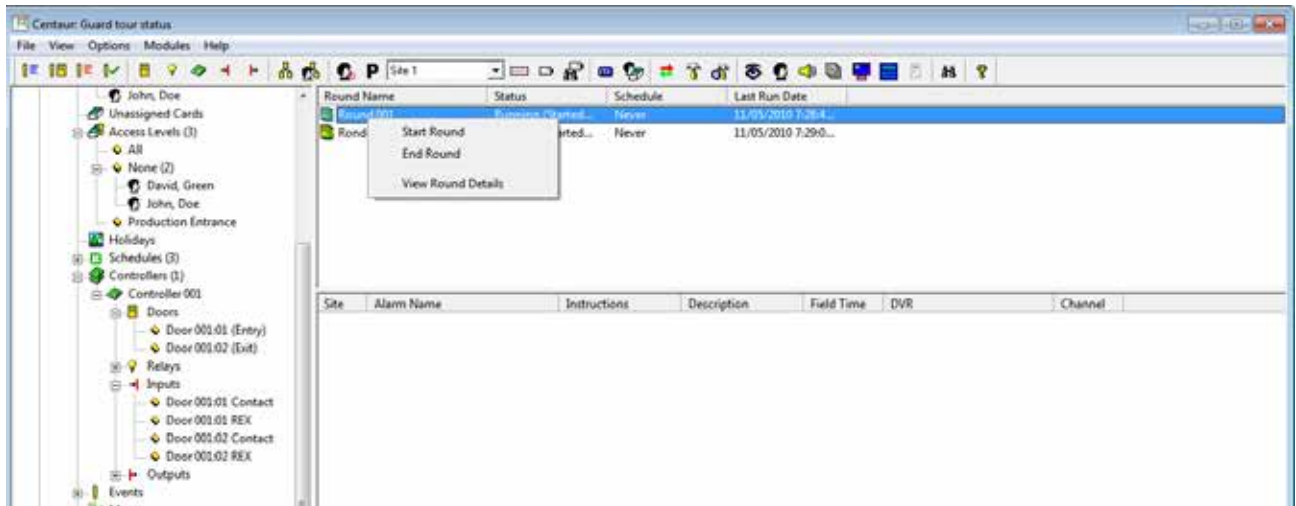 Centaur: Guard tour status
File View Options Modules Help
P Site 1
John, Doe
Unassigned Cards
Access Levels (3)
All
None (2)
David, Green
John, Doe
Production Entrance
Holidays
Schedules (3)
Controllers (1)
Controller 001
Doors
Door 001:01 (Entry)
Door 001:02 (Exit)
Relays
Inputs
Door 001:01 Contact
Door 001:01 REX
Door 001:02 Contact
Door 001:02 REX
Outputs
Events
Round Name Status Schedule Last Run Date
Round 001 Running (Started... Never 11/05/2010 7:28:4...
Rond arted... Never 11/05/2010 7:29:0...
Start Round
End Round
View Round Details
Site Alarm Name Instructions Description Field Time DVR Channel